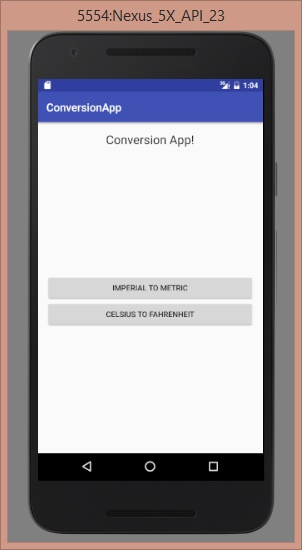 5554:Nexus_5X_API_23
1:04
ConversionApp
Conversion App!
IMPERIAL TO METRIC
CELSIUS TO FAHRENHEIT